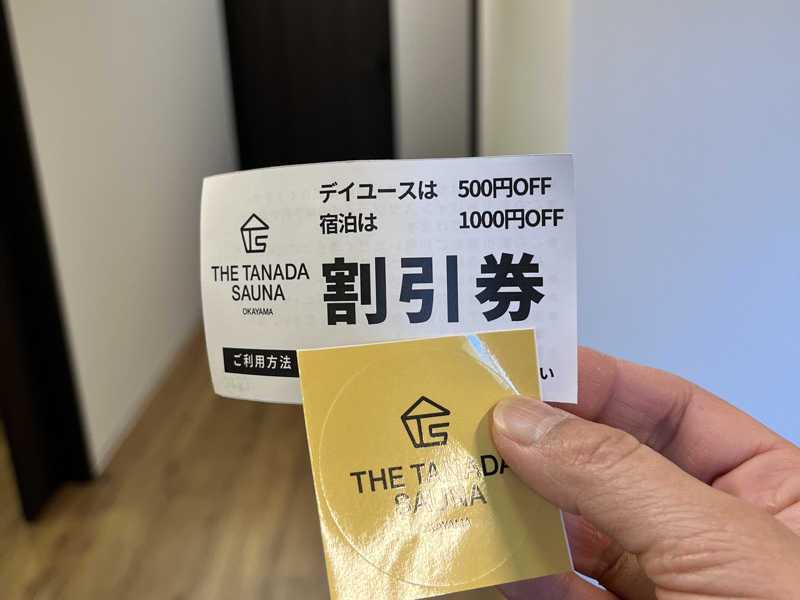 デイユースは 500円OFF
宿泊は 1000円OFF
THE TANADA
SAUNA
OKAYAMA
割引券
ご利用方法
い
THE TANADA
SAUNA
OKAYAMA